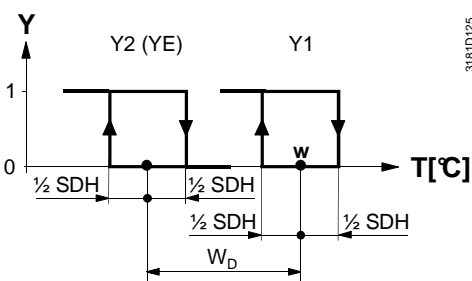 Y
Y2 (YE)
Y1
3181D125
1
0
w
T[°C]
½ SDH
½ SDH
½ SDH
½ SDH
W_D